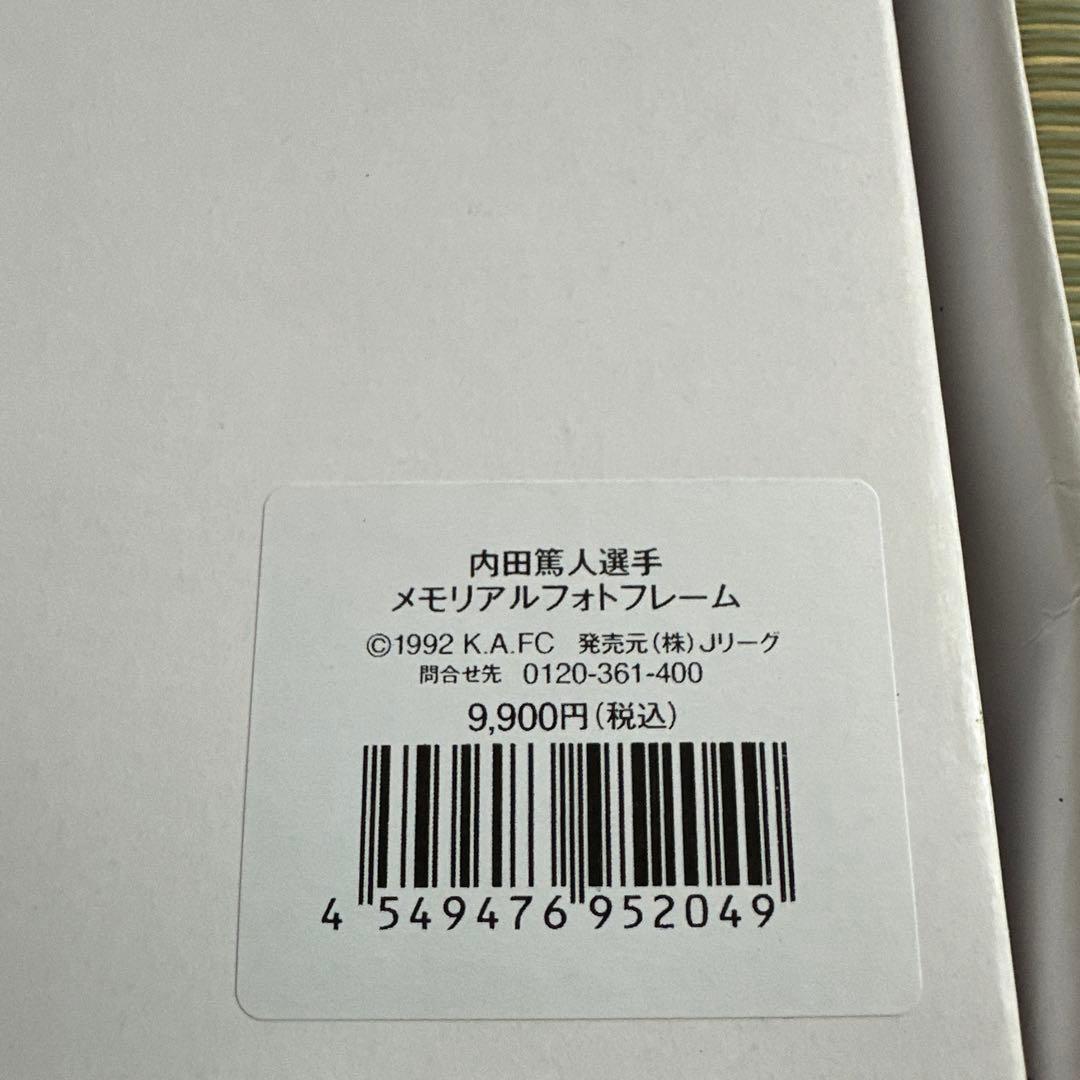 内田篤人選手
メモリアルフォトフレーム
©1992 K.A.FC 発売元(株)Jリーグ
問合せ先 0120-361-400
9,900円(税込)
4 549476 952049